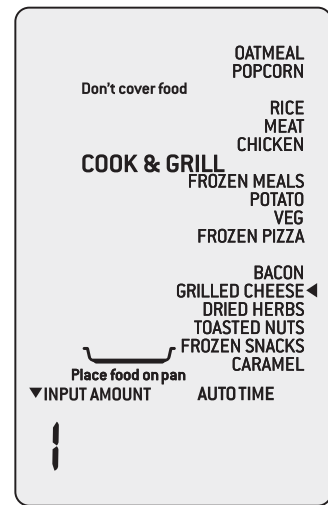 OATMEAL
POPCORN
Don't cover food
RICE
MEAT
CHICKEN
COOK & GRILL
FROZEN MEALS
POTATO
VEG
FROZEN PIZZA
BACON
GRILLED CHEESE◀
DRIED HERBS
TOASTED NUTS
FROZEN SNACKS
CARAMEL
Place food on pan
▼INPUT AMOUNT AUTO TIME
1